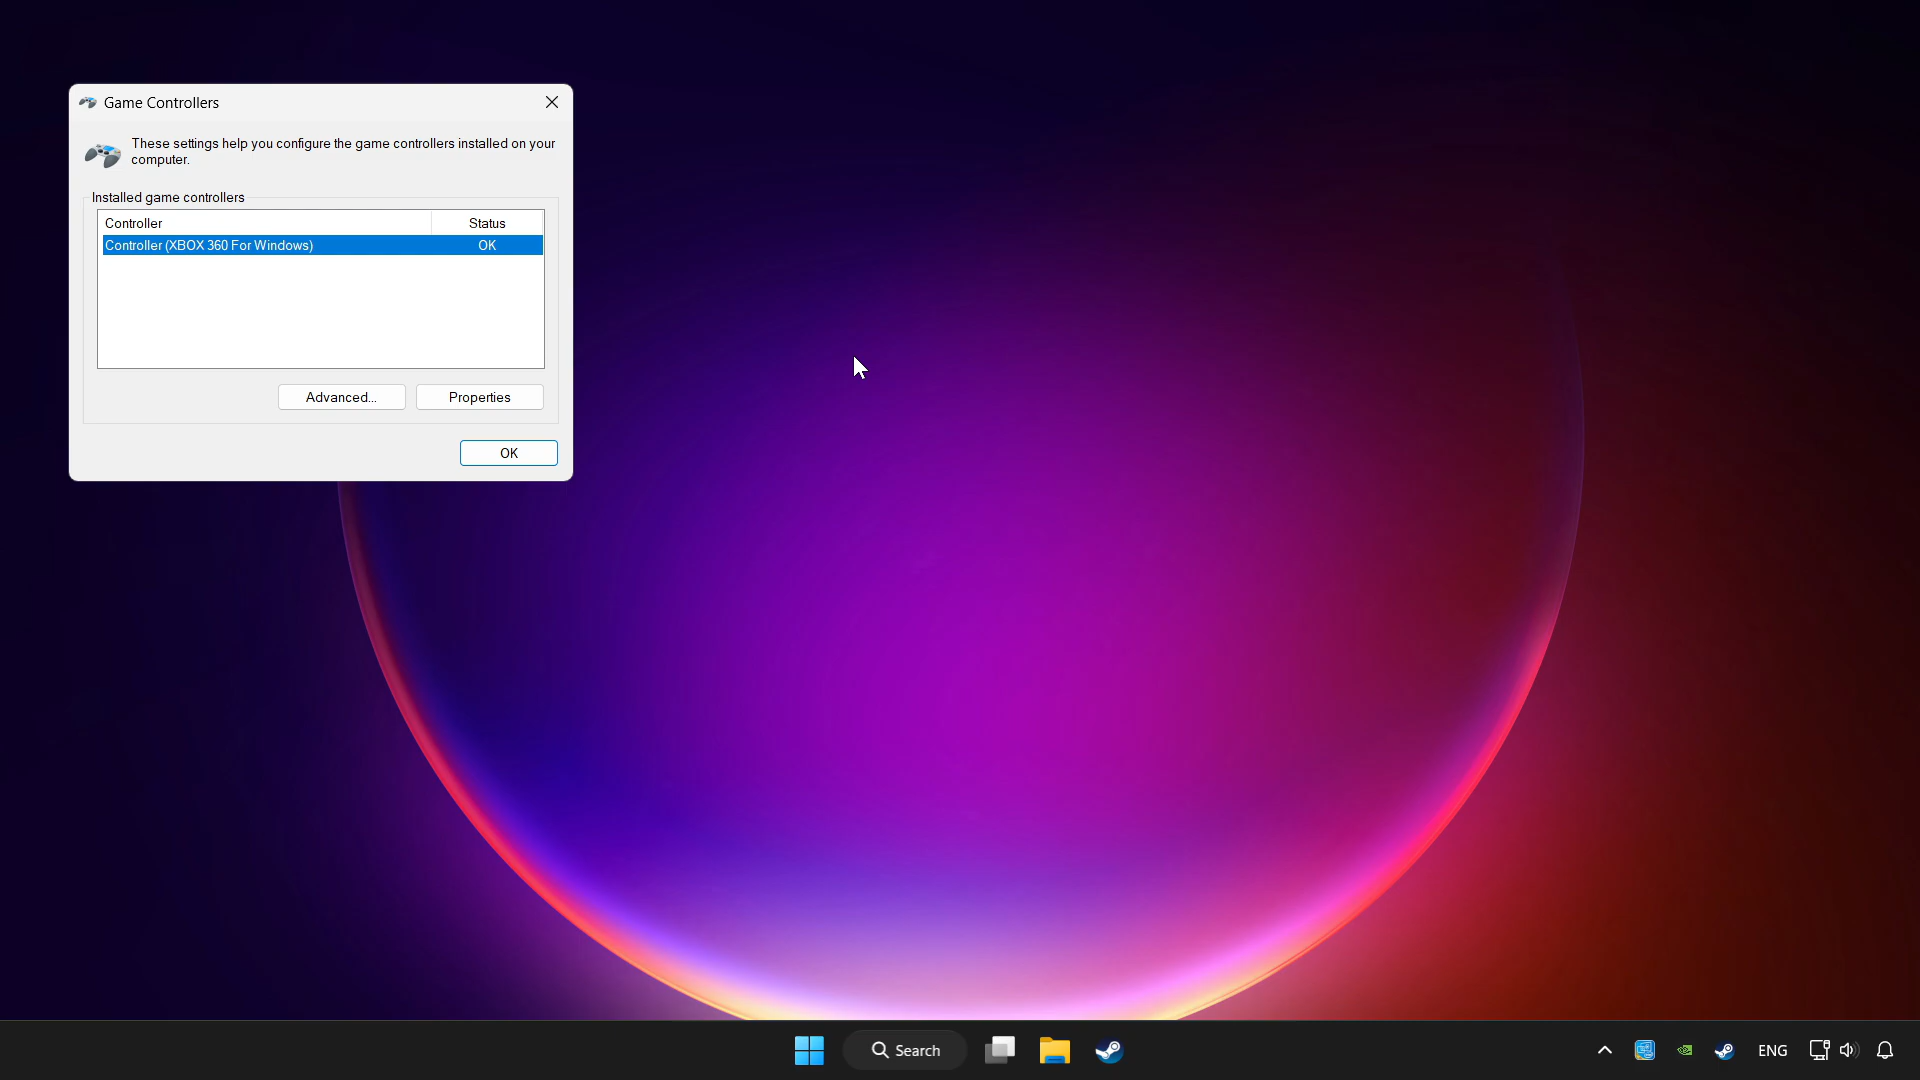 Game Controllers
These settings help you configure the game controllers installed on your
computer.
Installed game controllers
Controller Status
Controller (XBOX 360 For Windows) OK
Advanced... Properties
OK
Search
ENG